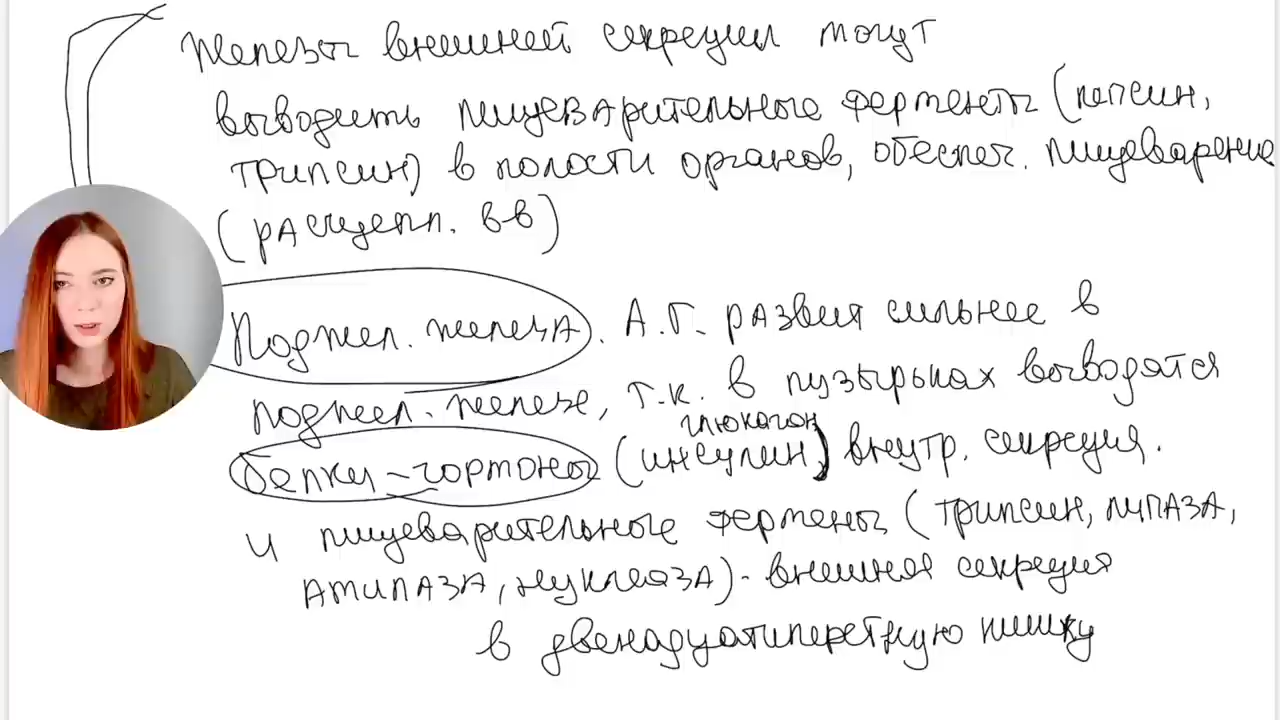 Железы внешней секреции могут
выводить пищеварительные ферменты (пепсин,
трипсин) в полости органов, обеспеч. пищеварение
(расщепл. в-в)
Поджел. железа. А.Г. развит сильнее в
поджел. железе, т.к. в пузырьках выводятся
глюкагон
белки-гормоны (инсулин,) внутр. секреция.
и пищеварительные ферменты (трипсин, липаза,
амилаза, нуклеаза) - внешняя секреция
в двенадцатиперстную кишку